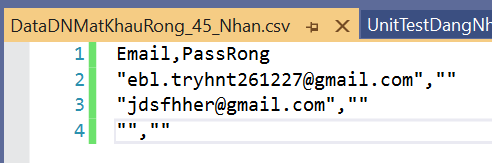 DataDNMatKhauRong_45_Nhan.csv UnitTestDangNh
1 Email,PassRong
2 "ebl.tryhnt261227@gmail.com",""
3 "jdsfhher@gmail.com",""
4 "",""